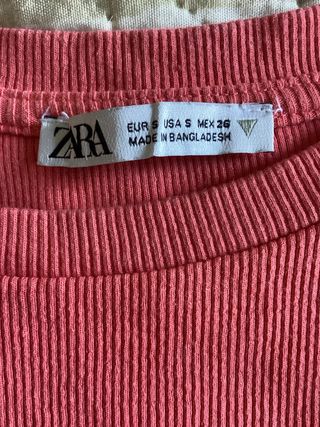 ZARA
EUR S USA S MEX 26
MADE IN BANGLADESH